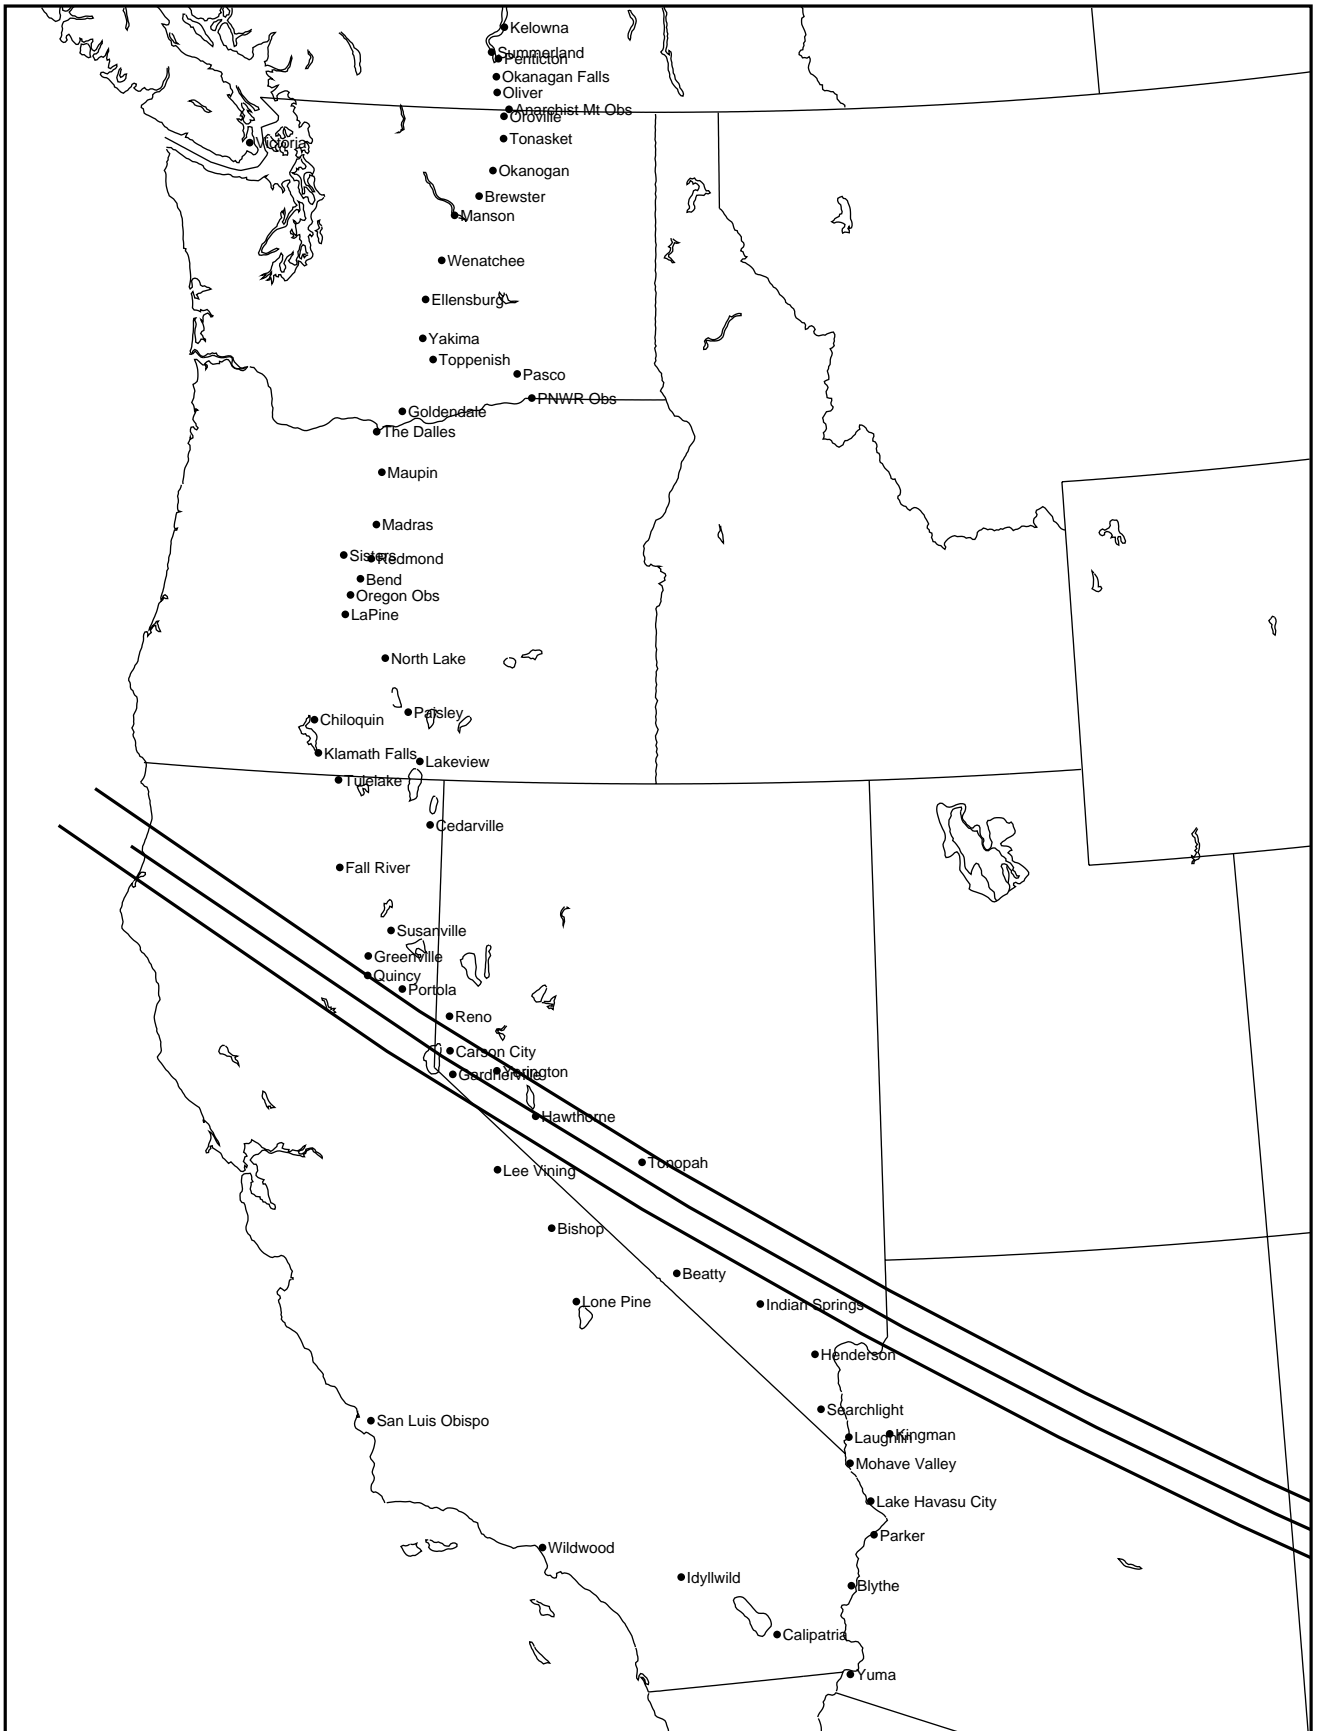 Kelowna
Summerland
Penticton
Okanagan Falls
Oliver
Anarchist Mt Obs
Oroville
Tonasket
Victoria
Okanogan
Brewster
Manson
Wenatchee
Ellensburg
Yakima
Toppenish
Pasco
PNWR Obs
Goldendale
The Dalles
Maupin
Madras
Sisters
Redmond
Bend
Oregon Obs
LaPine
North Lake
Paisley
Chiloquin
Klamath Falls
Lakeview
Tulelake
Cedarville
Fall River
Susanville
Greenville
Quincy
Portola
Reno
Carson City
Yerington
Gardnerville
Hawthorne
Tonopah
Lee Vining
Bishop
Beatty
Lone Pine
Indian Springs
Henderson
Searchlight
San Luis Obispo
Kingman
Laughlin
Mohave Valley
Lake Havasu City
Parker
Wildwood
Idyllwild
Blythe
Calipatria
Yuma